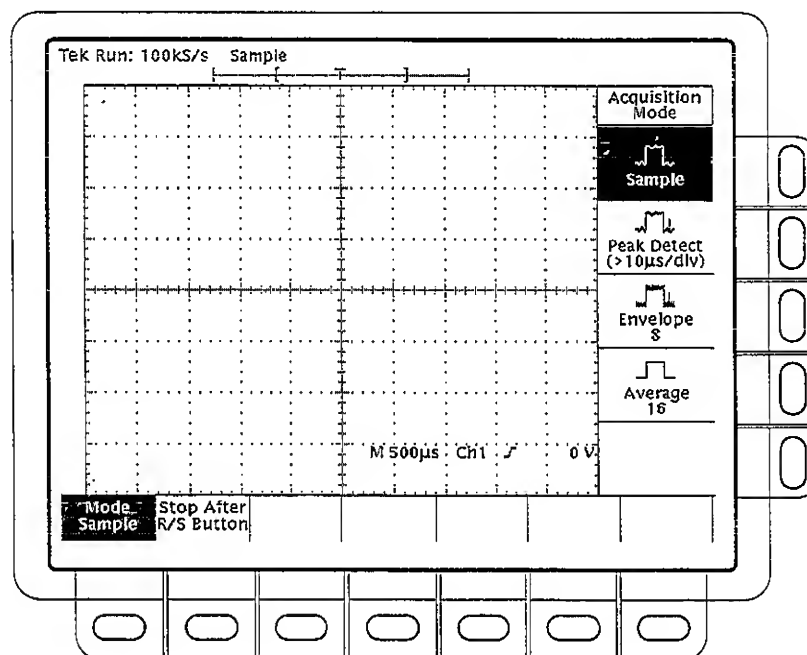 Tek Run: 100kS/s Sample
Acquisition
Mode
Sample
Peak Detect
(>10µs/div)
Envelope
8
Average
16
M 500µs Ch1 0 V
Mode
Sample
Stop After
R/S Button